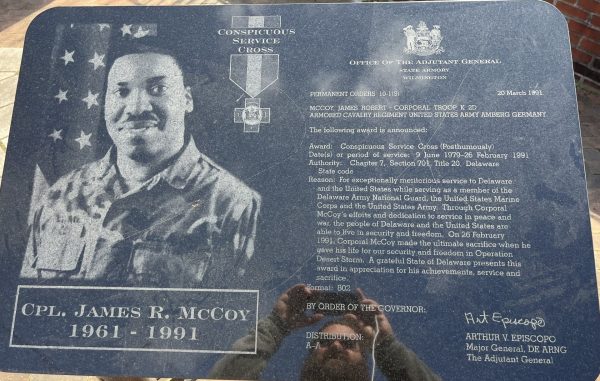 CONSPICUOUS
SERVICE
CROSS
OFFICE OF THE ADJUTANT GENERAL
STATE ARMORY
WILMINGTON
PERMANENT ORDERS 10-1(91)
20 March 1991
MCCOY, JAMES ROBERT - CORPORAL TROOP K 2D
ARMORED CAVALRY REGIMENT UNITED STATES ARMY AMBERG GERMANY
The following award is announced:
Award: Conspicuous Service Cross (Posthumously)
Date(s) or period of service: 9 June 1979-26 February 1991
Authority: Chapter 7, Section 701, Title 20, Delaware
State code
Reason: For exceptionally meritorious service to Delaware
and the United States while serving as a member of the
Delaware Army National Guard, the United States Marine
Corps and the United States Army. Through Corporal
McCoy's efforts and dedication to service in peace and
war, the people of Delaware and the United States are
able to live in security and freedom. On 26 February
1991, Corporal McCoy made the ultimate sacrifice when he
gave his life for our security and freedom in Operation
Desert Storm. A grateful State of Delaware presents this
award in appreciation for his achievements, service and
sacrifice.
Format: 802
BY ORDER OF THE GOVERNOR:
DISTRIBUTION:
A-A
Art Episcopo
ARTHUR V. EPISCOPO
Major General, DE ARNG
The Adjutant General
CPL. JAMES R. MCCOY
1961 - 1991